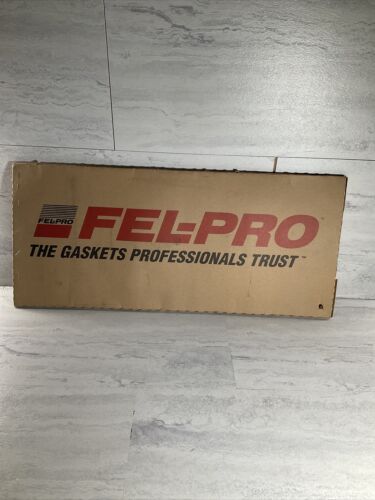 FEL-PRO
FEL-PRO
THE GASKETS PROFESSIONALS TRUST™